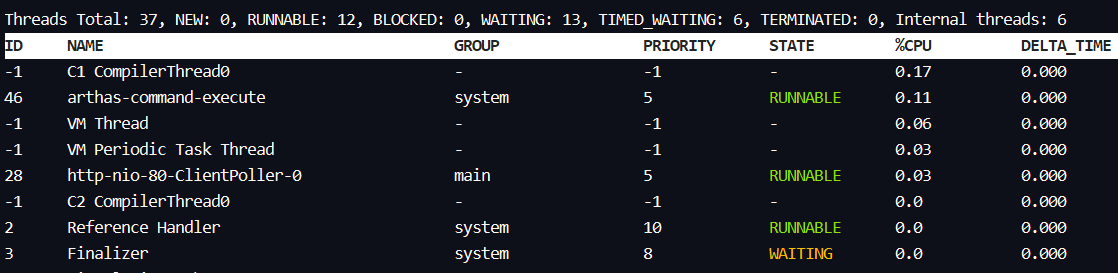 Threads Total: 37, NEW: 0, RUNNABLE: 12, BLOCKED: 0, WAITING: 13, TIMED_WAITING: 6, TERMINATED: 0, Internal threads: 6
ID NAME GROUP PRIORITY STATE %CPU DELTA_TIME
-1 C1 CompilerThread0 - -1 - 0.17 0.000
46 arthas-command-execute system 5 RUNNABLE 0.11 0.000
-1 VM Thread - -1 - 0.06 0.000
-1 VM Periodic Task Thread - -1 - 0.03 0.000
28 http-nio-80-ClientPoller-0 main 5 RUNNABLE 0.03 0.000
-1 C2 CompilerThread0 - -1 - 0.0 0.000
2 Reference Handler system 10 RUNNABLE 0.0 0.000
3 Finalizer system 8 WAITING 0.0 0.000